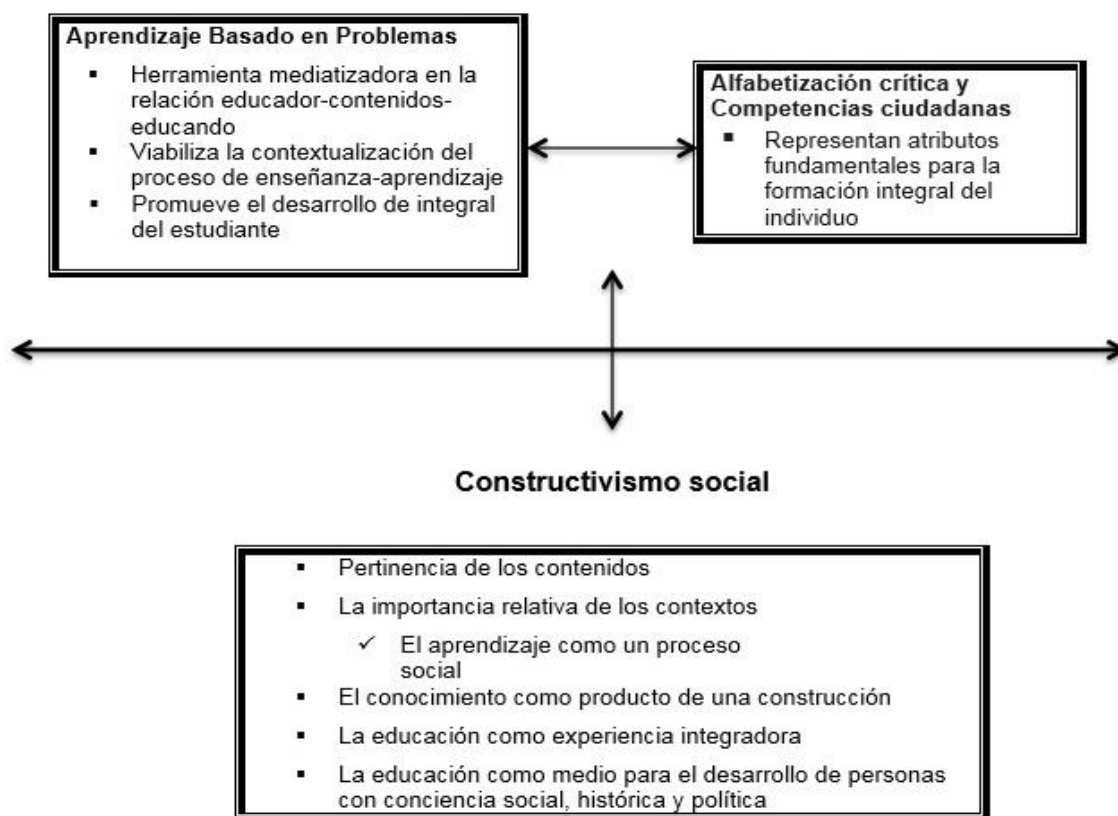 Aprendizaje Basado en Problemas
▪ Herramienta mediatizadora en la
relación educador-contenidos-
educando
▪ Viabiliza la contextualización del
proceso de enseñanza-aprendizaje
▪ Promueve el desarrollo de integral
del estudiante
Alfabetización crítica y
Competencias ciudadanas
▪ Representan atributos
fundamentales para la
formación integral del
individuo
Constructivismo social
▪ Pertinencia de los contenidos
▪ La importancia relativa de los contextos
✓ El aprendizaje como un proceso
social
▪ El conocimiento como producto de una construcción
▪ La educación como experiencia integradora
▪ La educación como medio para el desarrollo de personas
con conciencia social, histórica y política